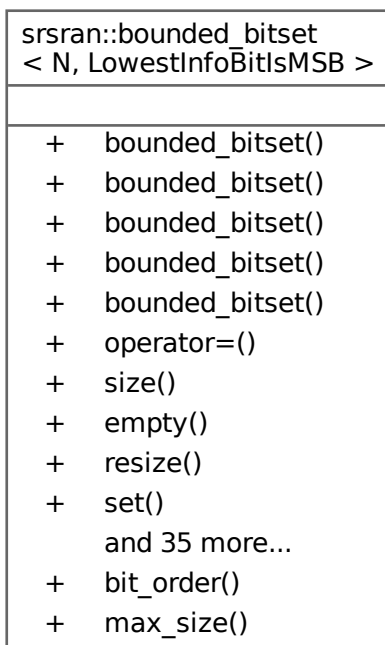 srsran::bounded_bitset
< N, LowestInfoBitIsMSB >
+ bounded_bitset()
+ bounded_bitset()
+ bounded_bitset()
+ bounded_bitset()
+ bounded_bitset()
+ operator=()
+ size()
+ empty()
+ resize()
+ set()
and 35 more...
+ bit_order()
+ max_size()